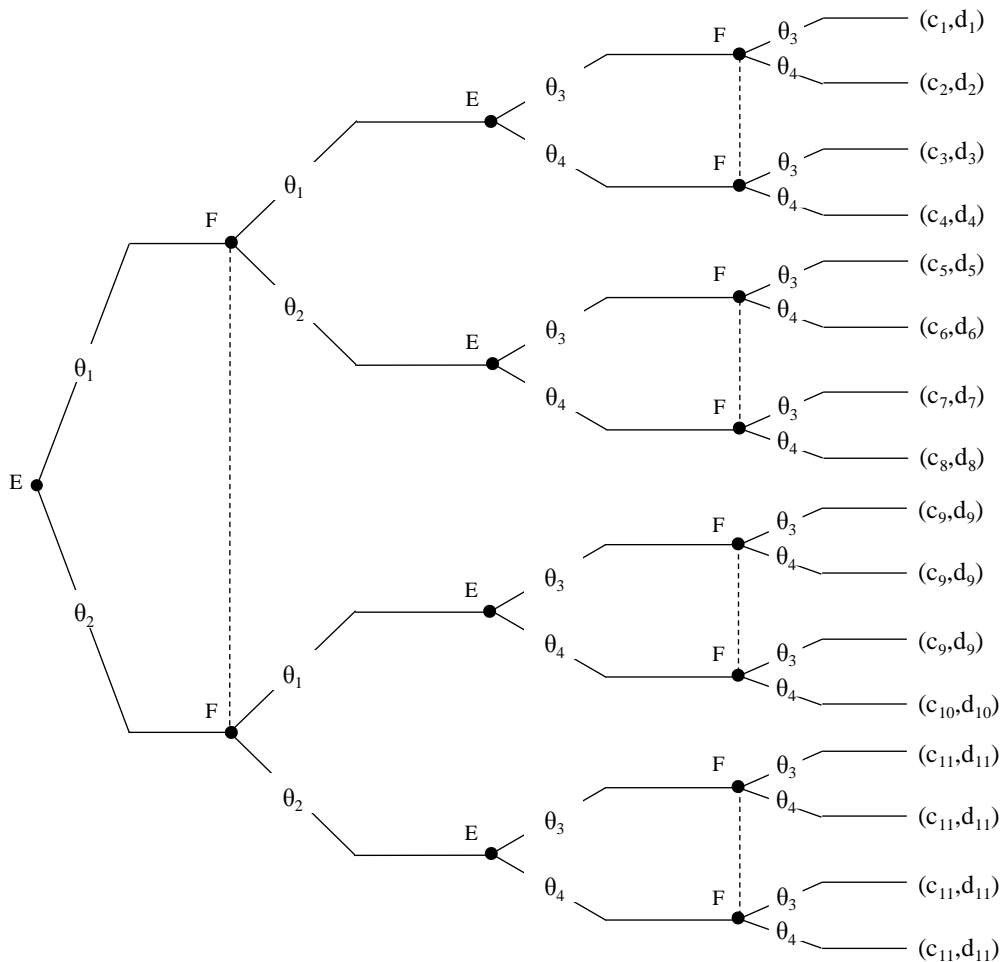 F θ₃ (c₁,d₁)
θ₄ (c₂,d₂)
E θ₃
θ₄ F θ₃ (c₃,d₃)
θ₄ (c₄,d₄)
θ₁
F
F θ₃ (c₅,d₅)
θ₄ (c₆,d₆)
θ₂
E θ₃
θ₁
θ₄ F θ₃ (c₇,d₇)
θ₄ (c₈,d₈)
E
F θ₃ (c₉,d₉)
θ₄ (c₉,d₉)
E θ₃
θ₂
θ₄ F θ₃ (c₉,d₉)
θ₁
θ₄ (c₁₀,d₁₀)
F
F θ₃ (c₁₁,d₁₁)
θ₂
θ₄ (c₁₁,d₁₁)
E θ₃
θ₄ F θ₃ (c₁₁,d₁₁)
θ₄ (c₁₁,d₁₁)